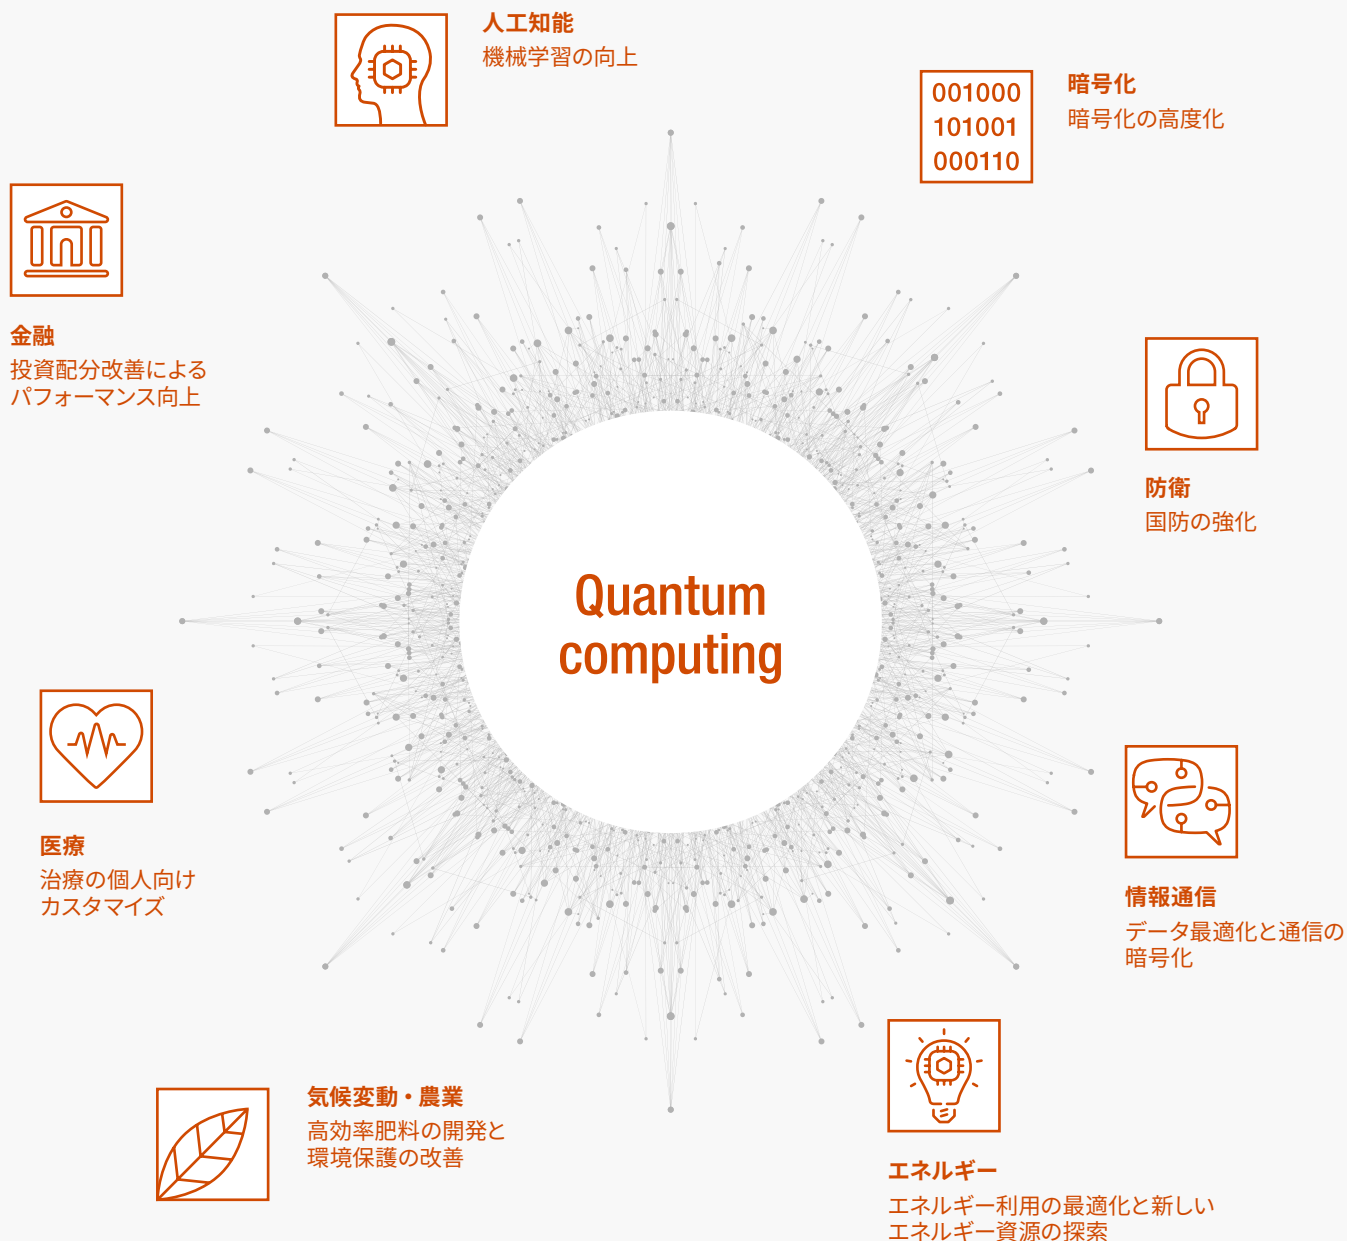 人工知能
機械学習の向上
001000
101001
000110
暗号化
暗号化の高度化
金融
投資配分改善による
パフォーマンス向上
防衛
国防の強化
Quantum
computing
医療
治療の個人向け
カスタマイズ
情報通信
データ最適化と通信の
暗号化
気候変動・農業
高効率肥料の開発と
環境保護の改善
エネルギー
エネルギー利用の最適化と新しい
エネルギー資源の探索